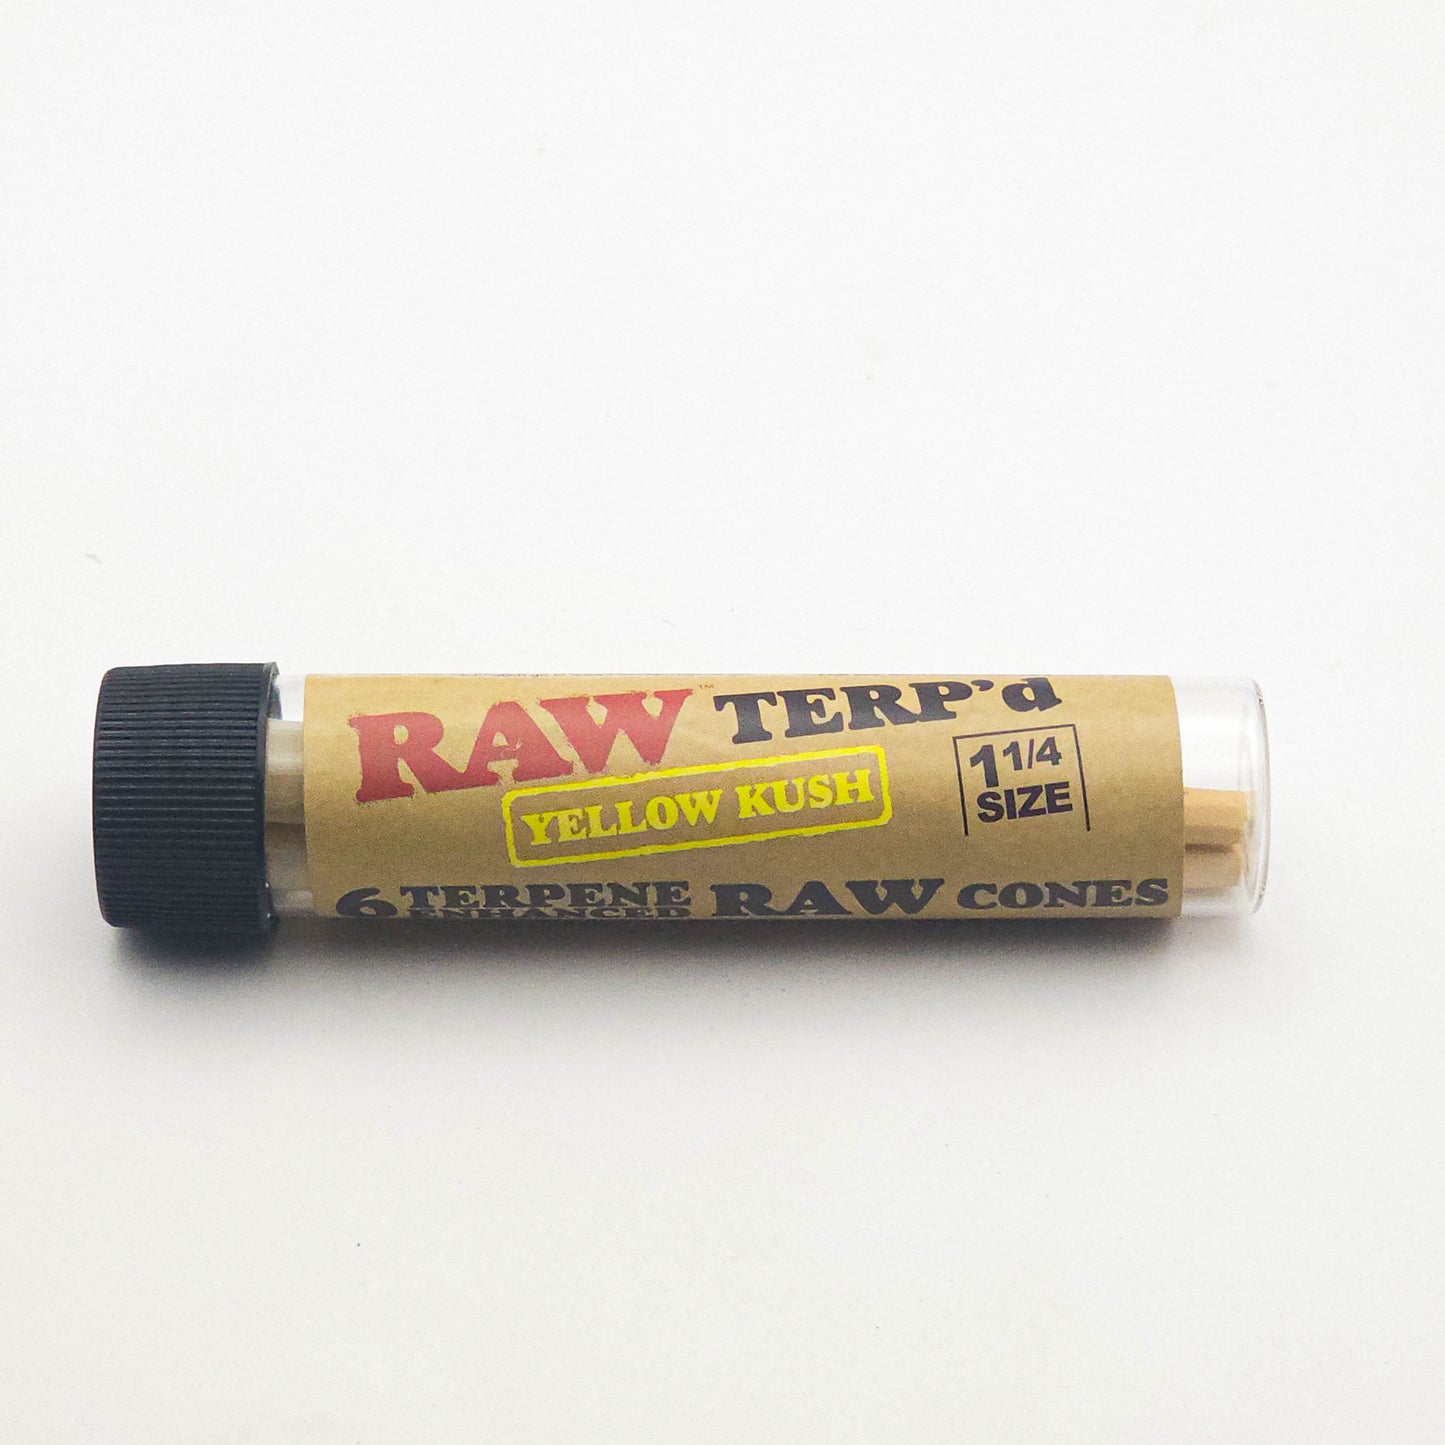 RAW™ TERP'd
YELLOW KUSH
1 1/4
SIZE
6 TERPENE
ENHANCED
RAW CONES